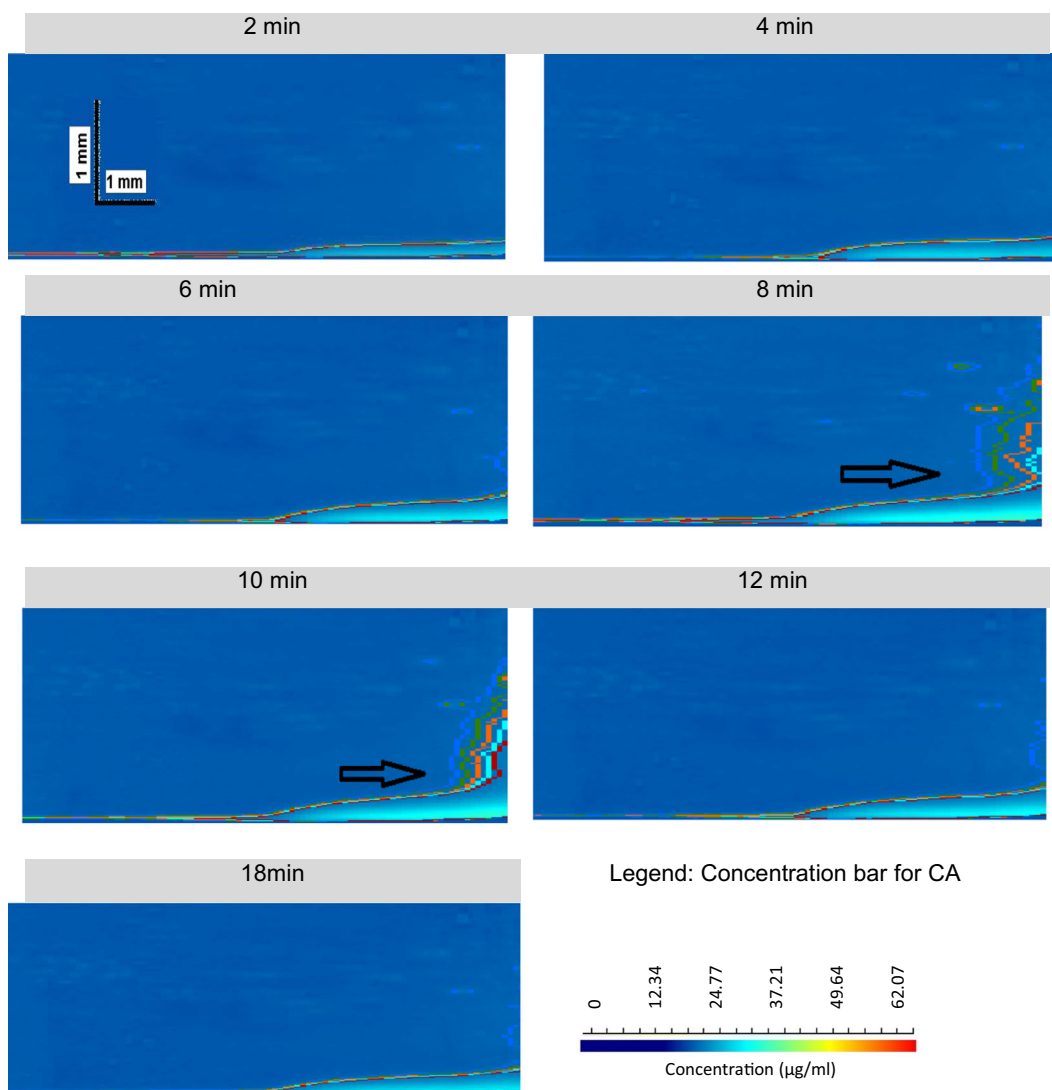 2 min
4 min
1 mm
1 mm
6 min
8 min
10 min
12 min
18min
Legend: Concentration bar for CA
0
12.34
24.77
37.21
49.64
62.07
Concentration (µg/ml)